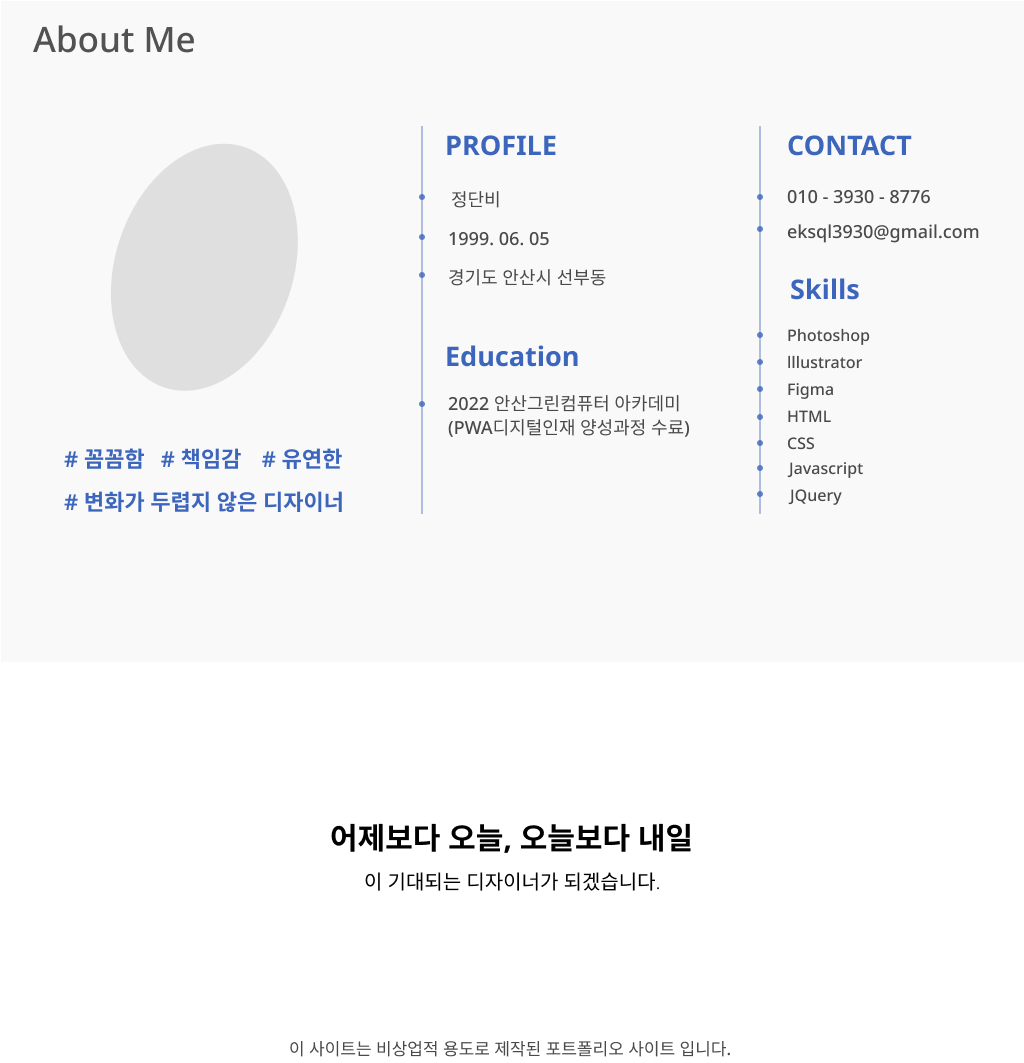 About Me
# 꼼꼼함 # 책임감 # 유연한
# 변화가 두렵지 않은 디자이너
PROFILE
정단비
1999. 06. 05
경기도 안산시 선부동
Education
2022 안산그린컴퓨터 아카데미
(PWA디지털인재 양성과정 수료)
CONTACT
010 - 3930 - 8776
eksql3930@gmail.com
Skills
Photoshop
lllustrator
Figma
HTML
CSS
Javascript
JQuery
어제보다 오늘, 오늘보다 내일
이 기대되는 디자이너가 되겠습니다.
이 사이트는 비상업적 용도로 제작된 포트폴리오 사이트 입니다.